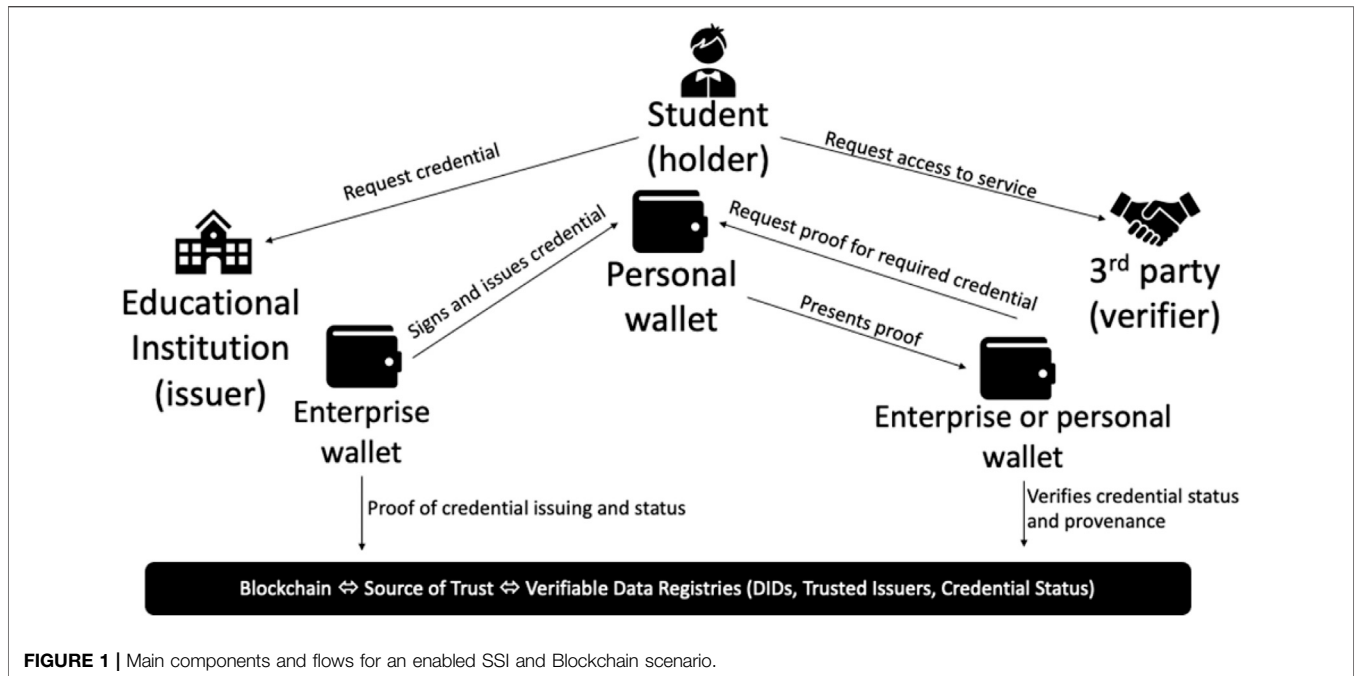 Student
(holder)
Request credential
Request access to service
Educational
Institution
(issuer)
Signs and issues credential
Personal
wallet
Request proof for required credential
Presents proof
3rd party
(verifier)
Enterprise
wallet
Enterprise or personal
wallet
Proof of credential issuing and status
Verifies credential status
and provenance
Blockchain ⇔ Source of Trust ⇔ Verifiable Data Registries (DIDs, Trusted Issuers, Credential Status)
FIGURE 1 | Main components and flows for an enabled SSI and Blockchain scenario.